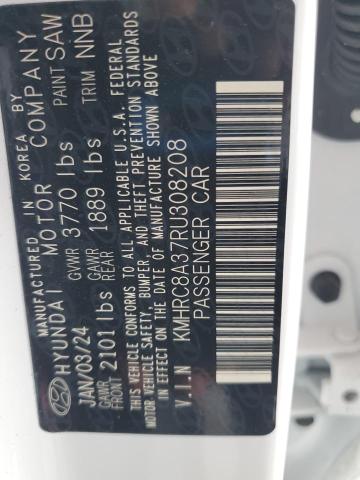 MANUFACTURED IN KOREA BY
HYUNDAI MOTOR COMPANY
JAN/03/24 GVWR 3770 lbs PAINT SAW
GAWR FRONT 2101 lbs GAWR REAR 1889 lbs TRIM NNB
THIS VEHICLE CONFORMS TO ALL APPLICABLE U.S.A. FEDERAL
MOTOR VEHICLE SAFETY, BUMPER, AND THEFT PREVENTION
STANDARDS IN EFFECT ON THE DATE OF MANUFACTURE SHOWN ABOVE
V.I.N KMHRC8A37RU308208
PASSENGER CAR